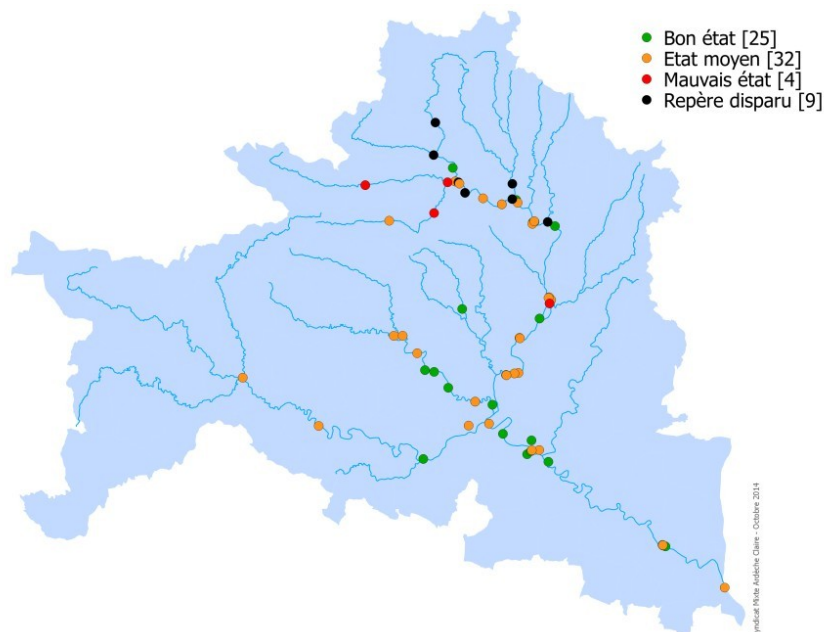 Bon état [25]
Etat moyen [32]
Mauvais état [4]
Repère disparu [9]
yndicat Mixte Ardèche Claire - Octobre 2014